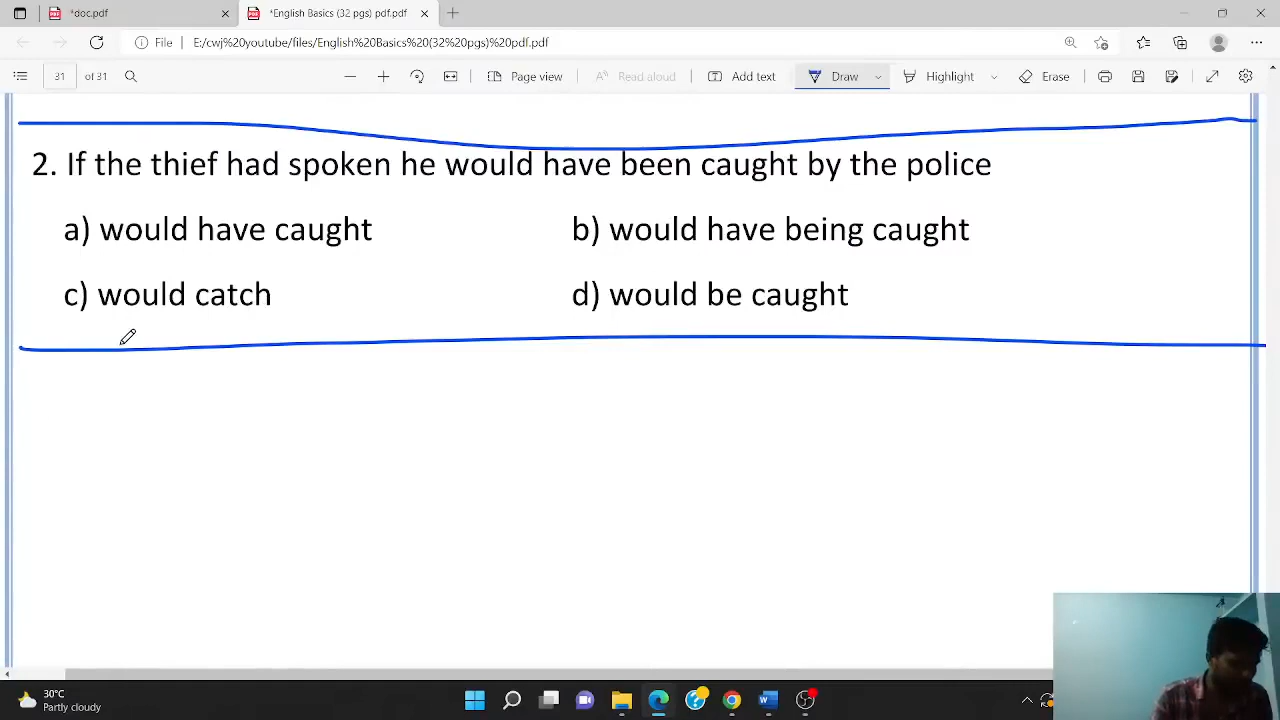 *doc.pdf
*English Basics (32 pgs) pdf.pdf
File E:/cwj%20youtube/files/English%20Basics%20(32%20pgs)%20pdf.pdf
31 of 31 Page view Read aloud Add text Draw Highlight Erase
2. If the thief had spoken he would have been caught by the police
a) would have caught b) would have being caught
c) would catch d) would be caught
30°C
Partly cloudy